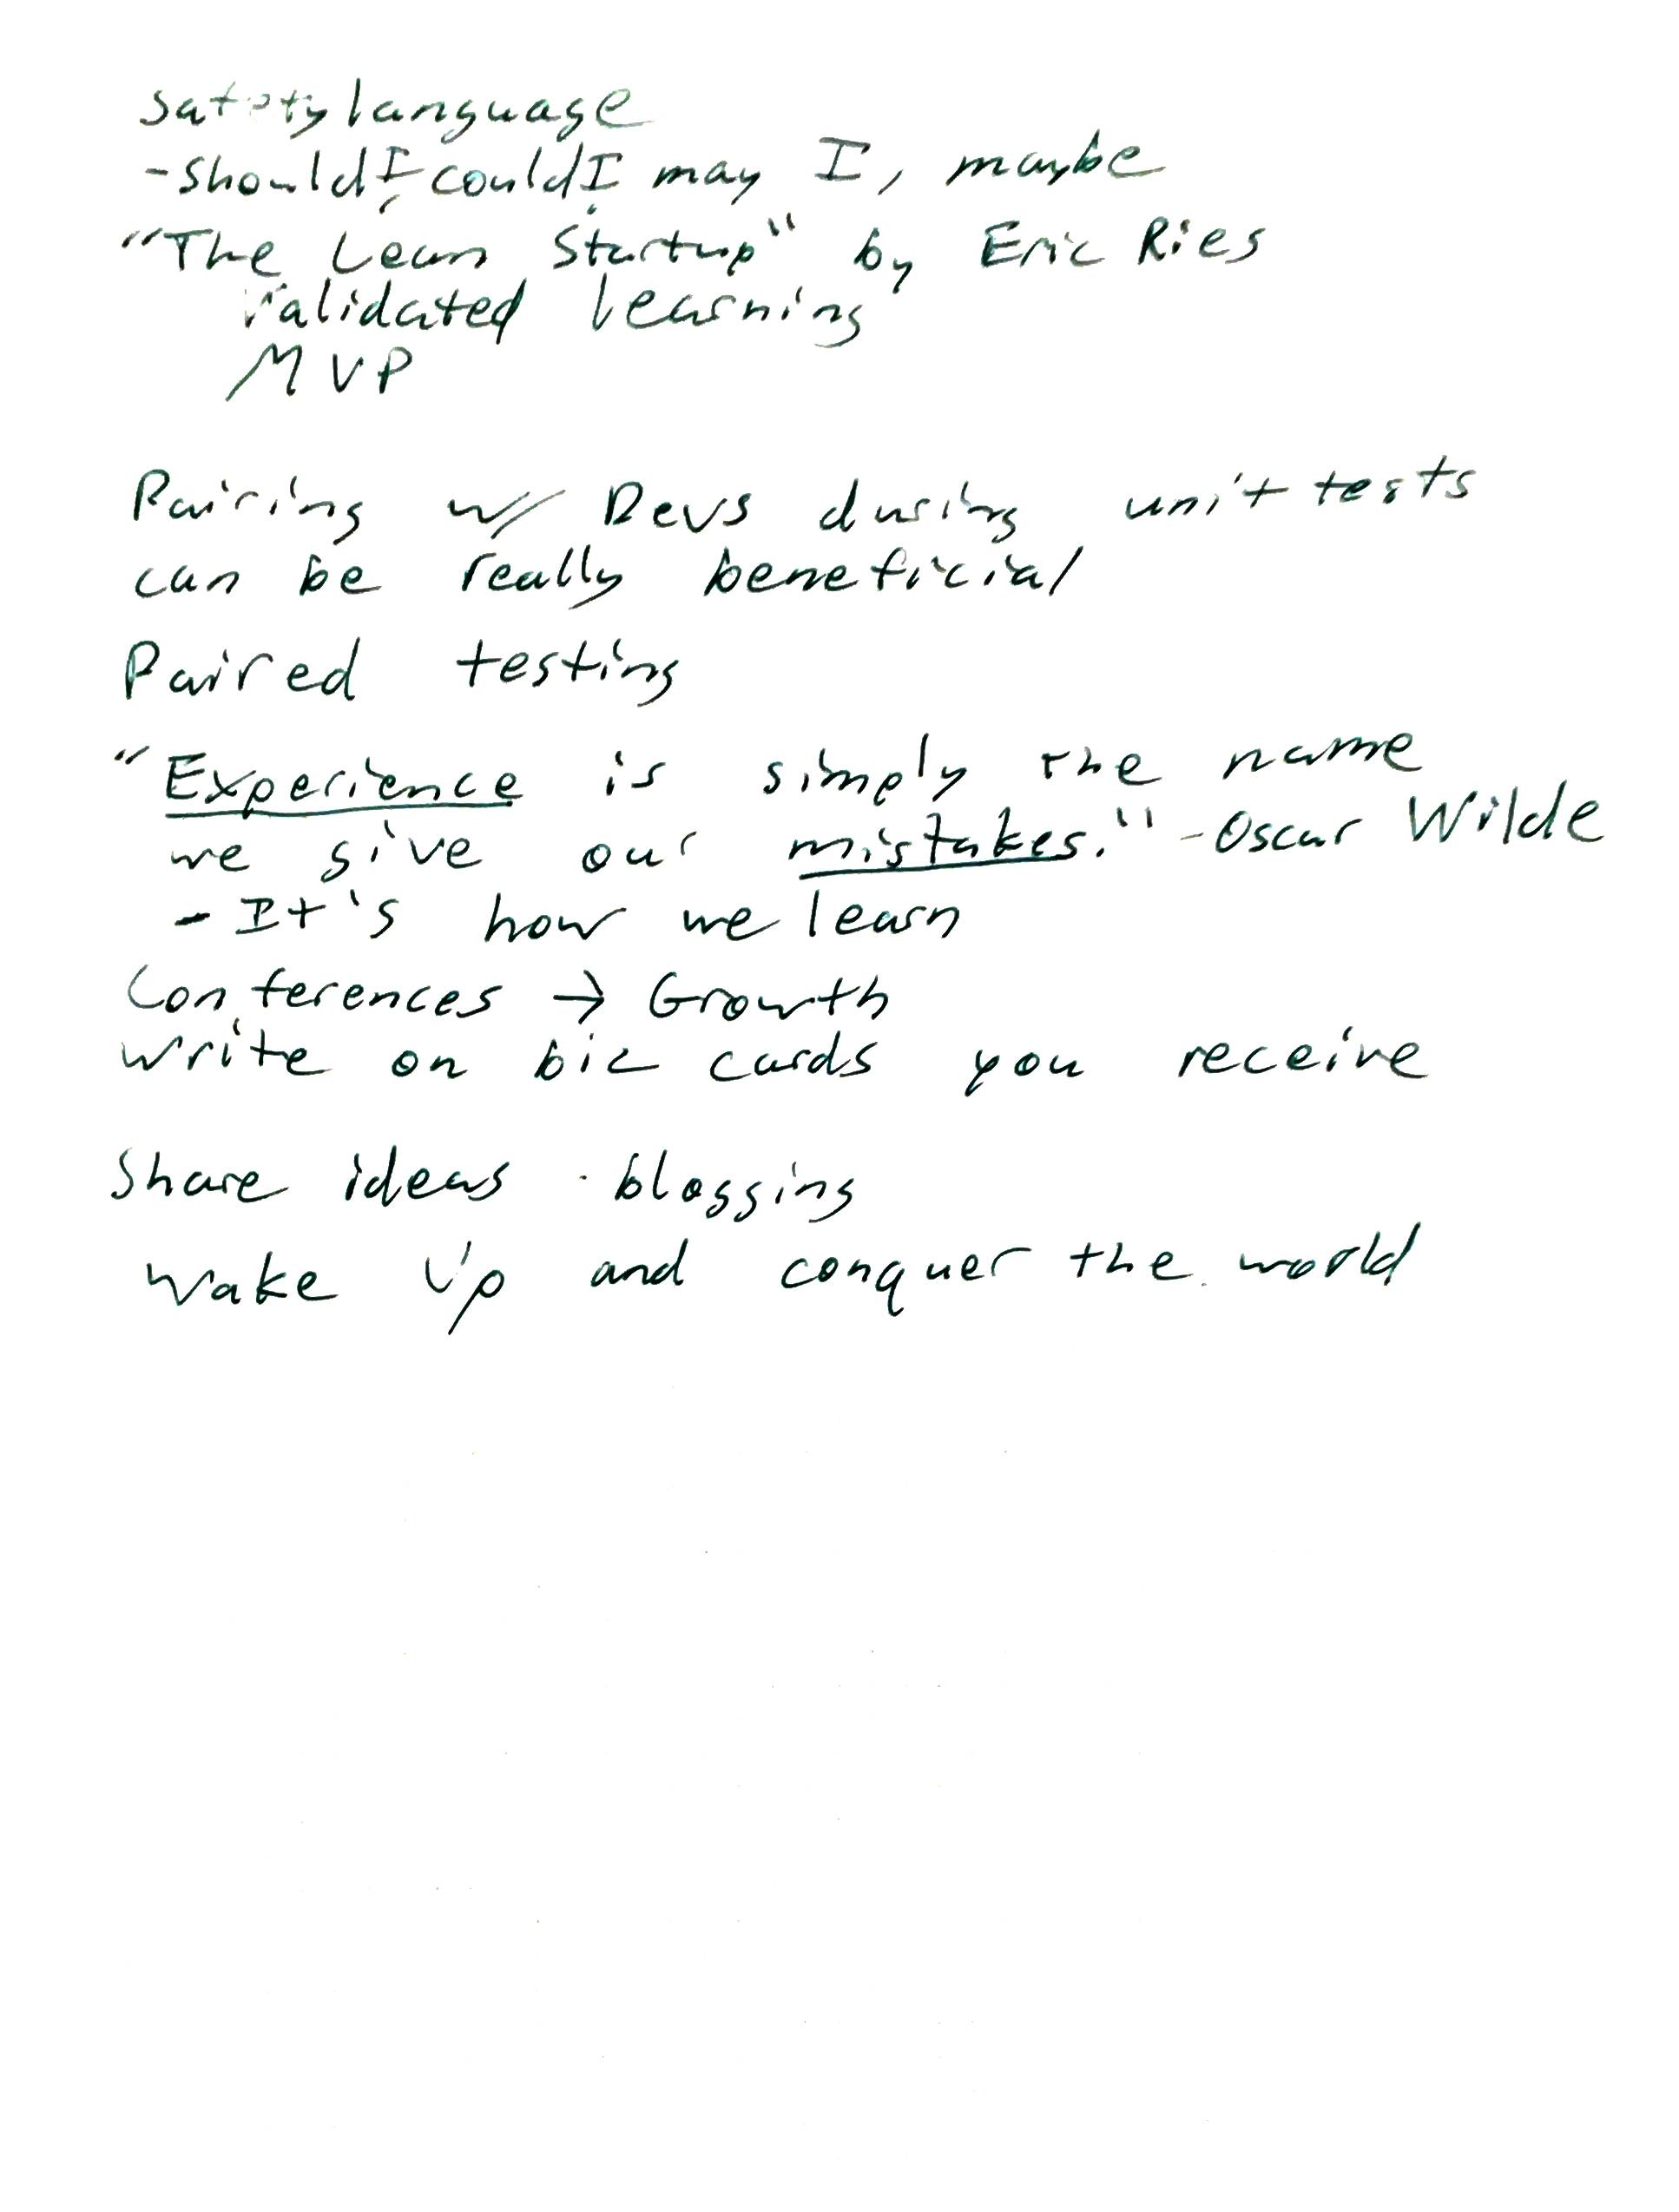 Safety language
- Should I, could I, may I, maybe
"The Lean Startup" by Eric Ries
Validated learning
MVP
Pairing w/ Devs during unit tests
can be really beneficial
Paired testing
"Experience is simply the name
we give our mistakes." - Oscar Wilde
- It's how we learn
Conferences → Growth
Write on biz cards you receive
Share ideas - blogging
Wake Up and conquer the world